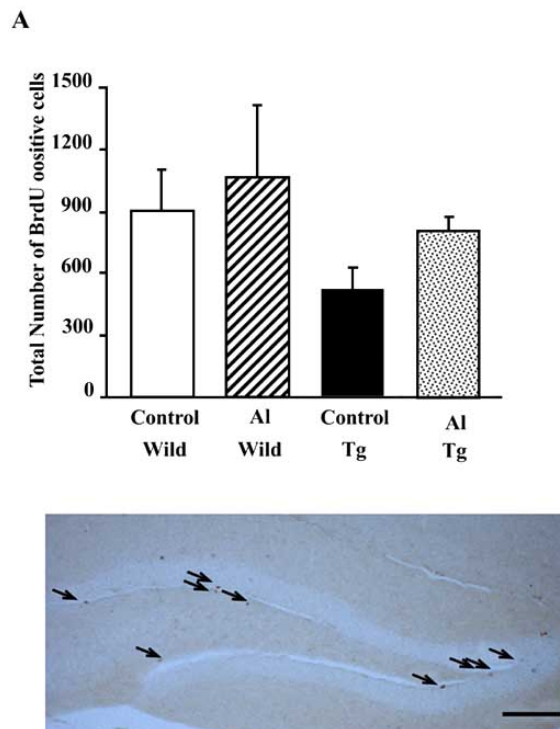 A
Total Number of BrdU oositive cells
1500
1200
900
600
300
0
Control Al Control Al
Wild Wild Tg Tg